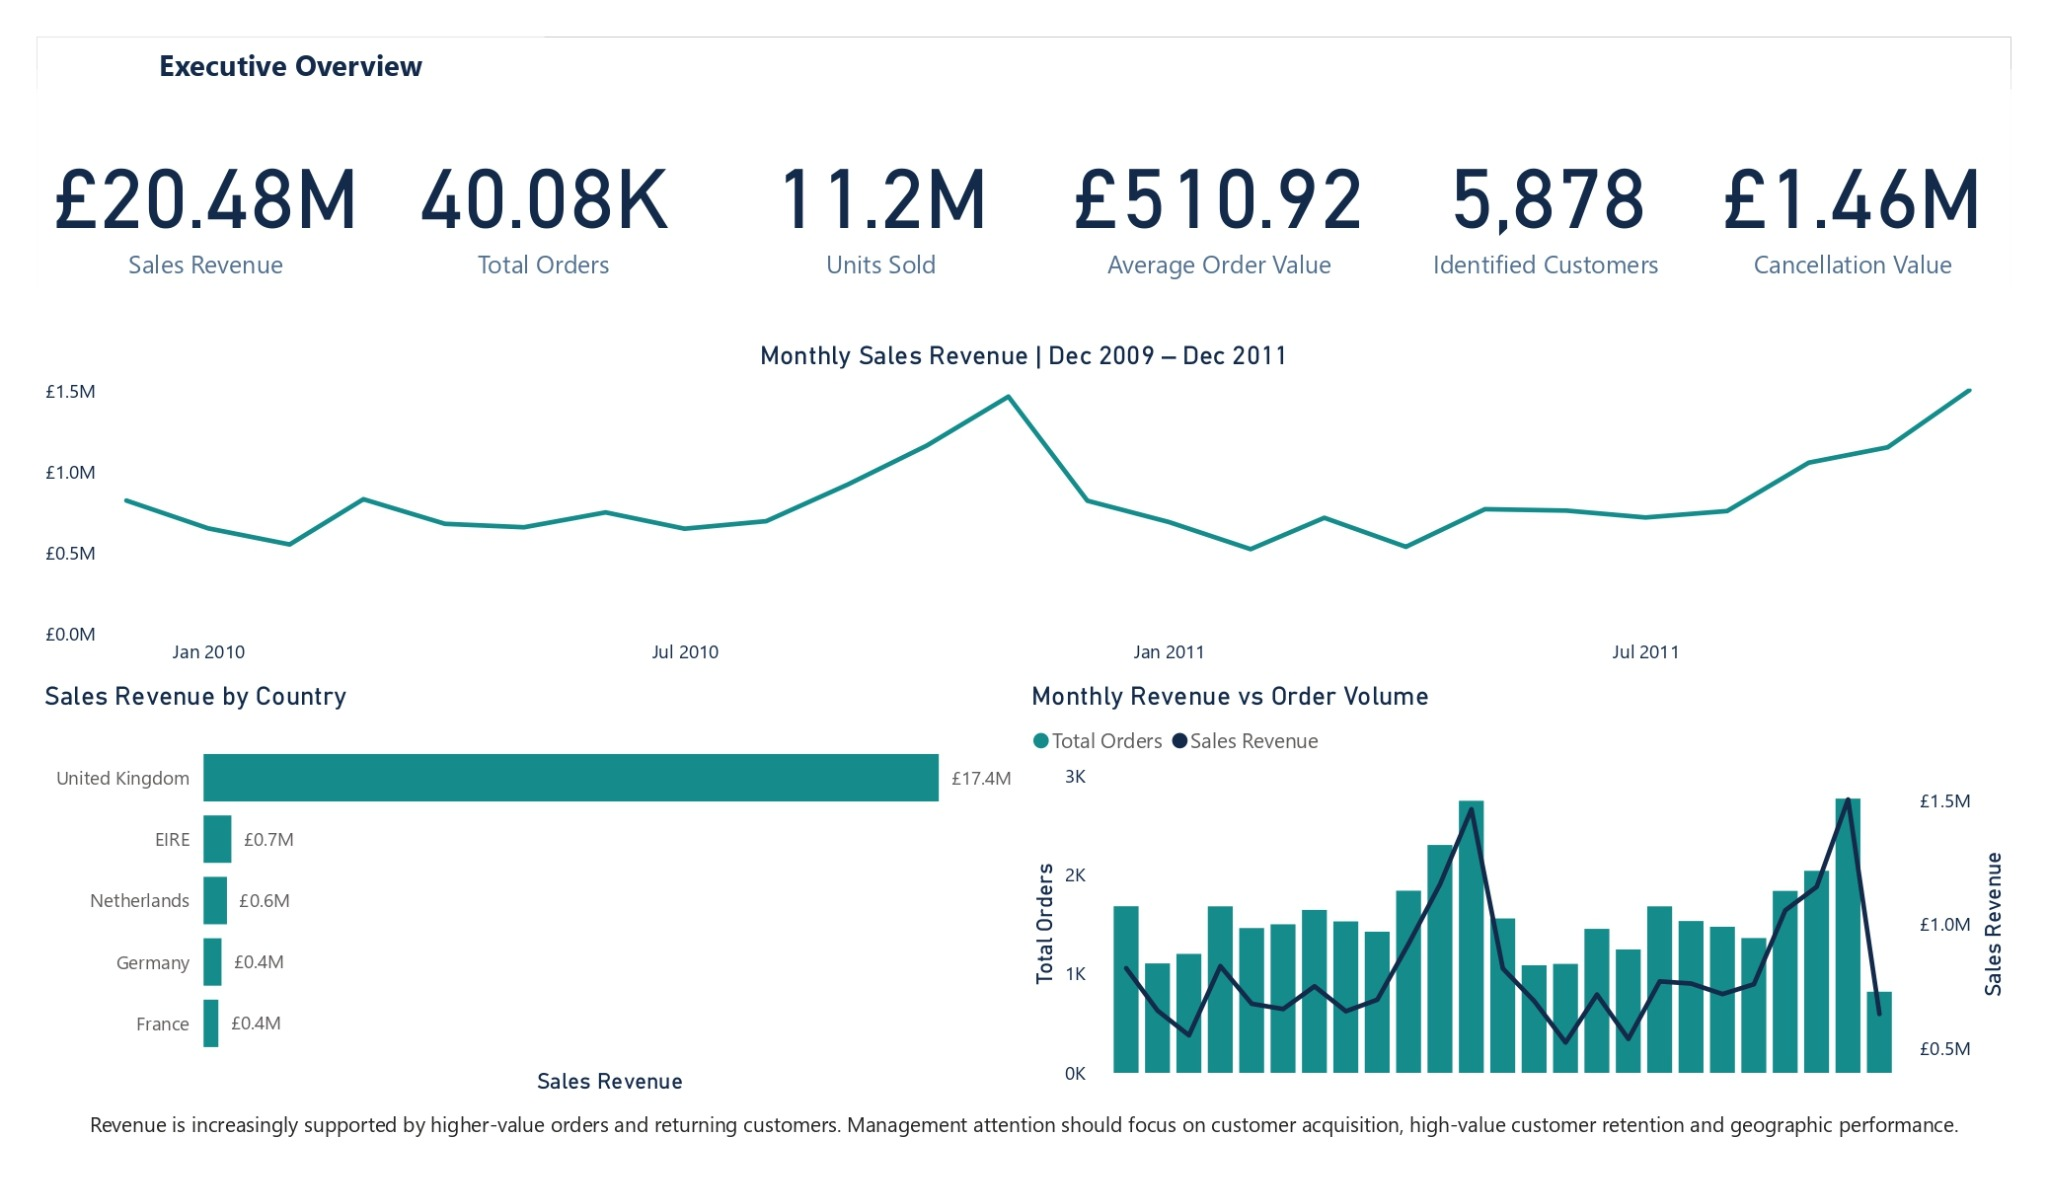 Executive Overview
£20.48M
Sales Revenue
40.08K
Total Orders
11.2M
Units Sold
£510.92
Average Order Value
5,878
Identified Customers
£1.46M
Cancellation Value
Monthly Sales Revenue | Dec 2009 – Dec 2011
£1.5M
£1.0M
£0.5M
£0.0M
Jan 2010
Jul 2010
Jan 2011
Jul 2011
Sales Revenue by Country
United Kingdom
£17.4M
EIRE
£0.7M
Netherlands
£0.6M
Germany
£0.4M
France
£0.4M
Sales Revenue
Monthly Revenue vs Order Volume
Total Orders
Sales Revenue
3K
2K
1K
0K
Total Orders
£1.5M
£1.0M
£0.5M
Sales Revenue
Revenue is increasingly supported by higher-value orders and returning customers. Management attention should focus on customer acquisition, high-value customer retention and geographic performance.